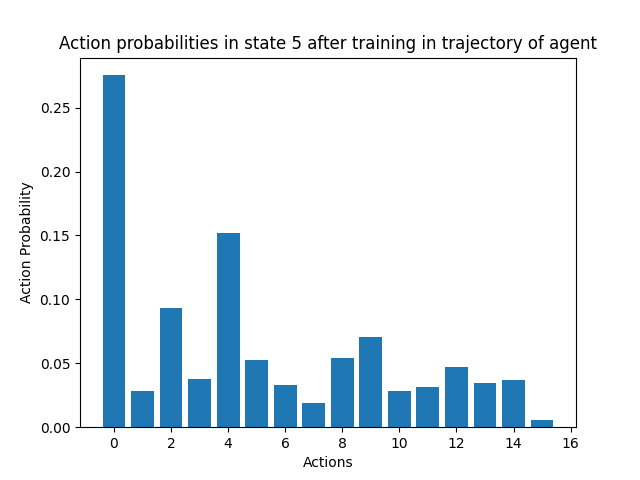 Action probabilities in state 5 after training in trajectory of agent
0.25
0.20
0.15
0.10
0.05
0.00
Action Probability
0 2 4 6 8 10 12 14 16
Actions